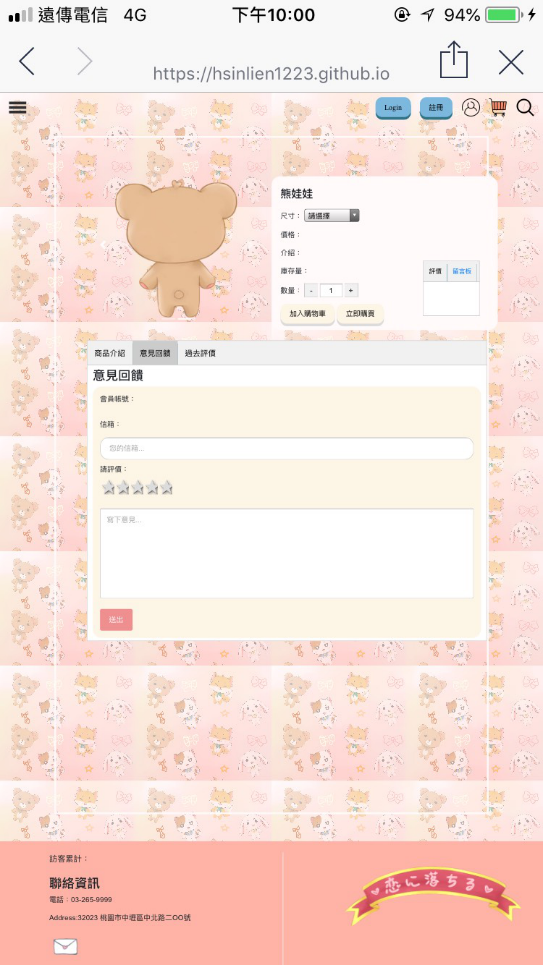 遠傳電信 4G 下午10:00 94%
https://hsinlien1223.github.io
Login 註冊
熊娃娃
尺寸： 請選擇
價格：
介紹：
庫存量：
數量： - 1 +
評價 留言板
加入購物車 立即購買
商品介紹 意見回饋 過去評價
意見回饋
會員帳號：
信箱：
您的信箱...
請評價：
寫下意見...
送出
訪客累計：
聯絡資訊
電話：03-265-9999
Address:32023 桃園市中壢區中北路二OO號
恋に落ちる